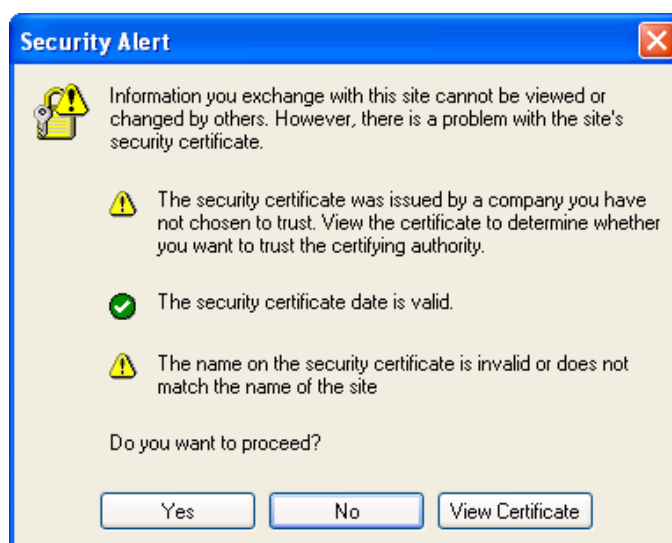 Security Alert
Information you exchange with this site cannot be viewed or
changed by others. However, there is a problem with the site's
security certificate.
The security certificate was issued by a company you have
not chosen to trust. View the certificate to determine whether
you want to trust the certifying authority.
The security certificate date is valid.
The name on the security certificate is invalid or does not
match the name of the site
Do you want to proceed?
Yes No View Certificate